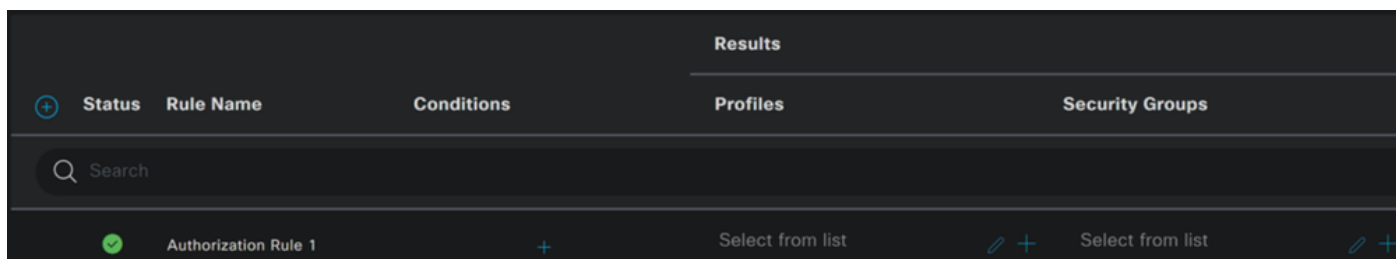 Results
Status Rule Name Conditions Profiles Security Groups
Search
Authorization Rule 1 Select from list Select from list